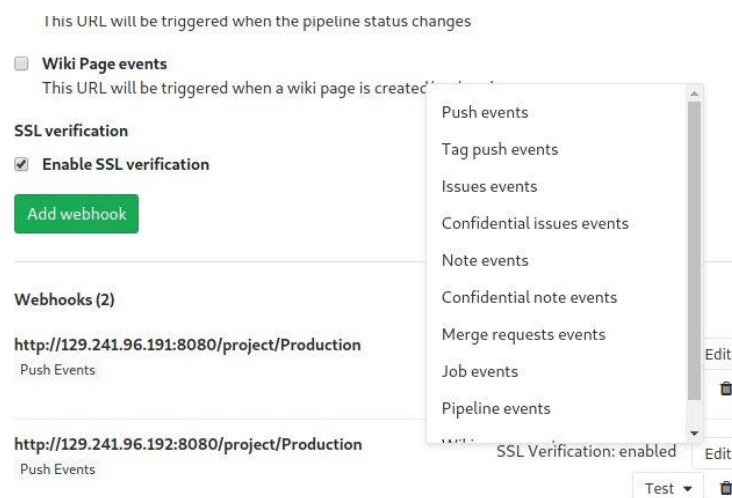 This URL will be triggered when the pipeline status changes
Wiki Page events
This URL will be triggered when a wiki page is created
SSL verification
Enable SSL verification
Add webhook
Webhooks (2)
http://129.241.96.191:8080/project/Production
Push Events
Edit
http://129.241.96.192:8080/project/Production
SSL Verification: enabled
Edit
Push Events
Test
Push events
Tag push events
Issues events
Confidential issues events
Note events
Confidential note events
Merge requests events
Job events
Pipeline events